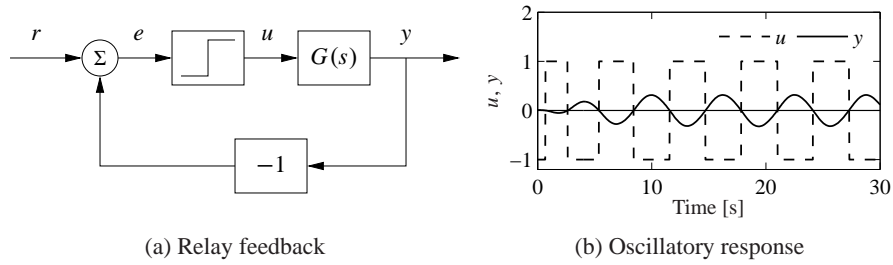 r
Σ
e
u
G(s)
y
−1
(a) Relay feedback
2
1
0
−1
u, y
u
y
0
10
20
30
Time [s]
(b) Oscillatory response